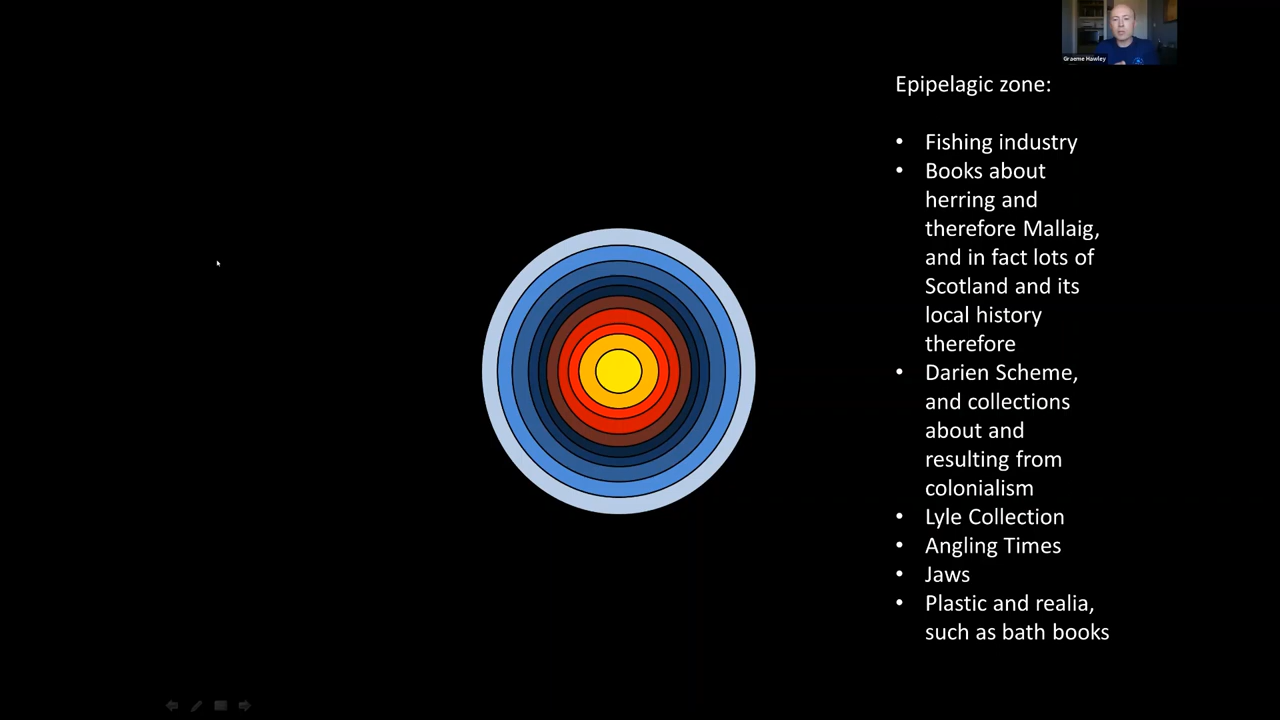 Graeme Hawley
Epipelagic zone:
• Fishing industry
• Books about
herring and
therefore Mallaig,
and in fact lots of
Scotland and its
local history
therefore
• Darien Scheme,
and collections
about and
resulting from
colonialism
• Lyle Collection
• Angling Times
• Jaws
• Plastic and realia,
such as bath books